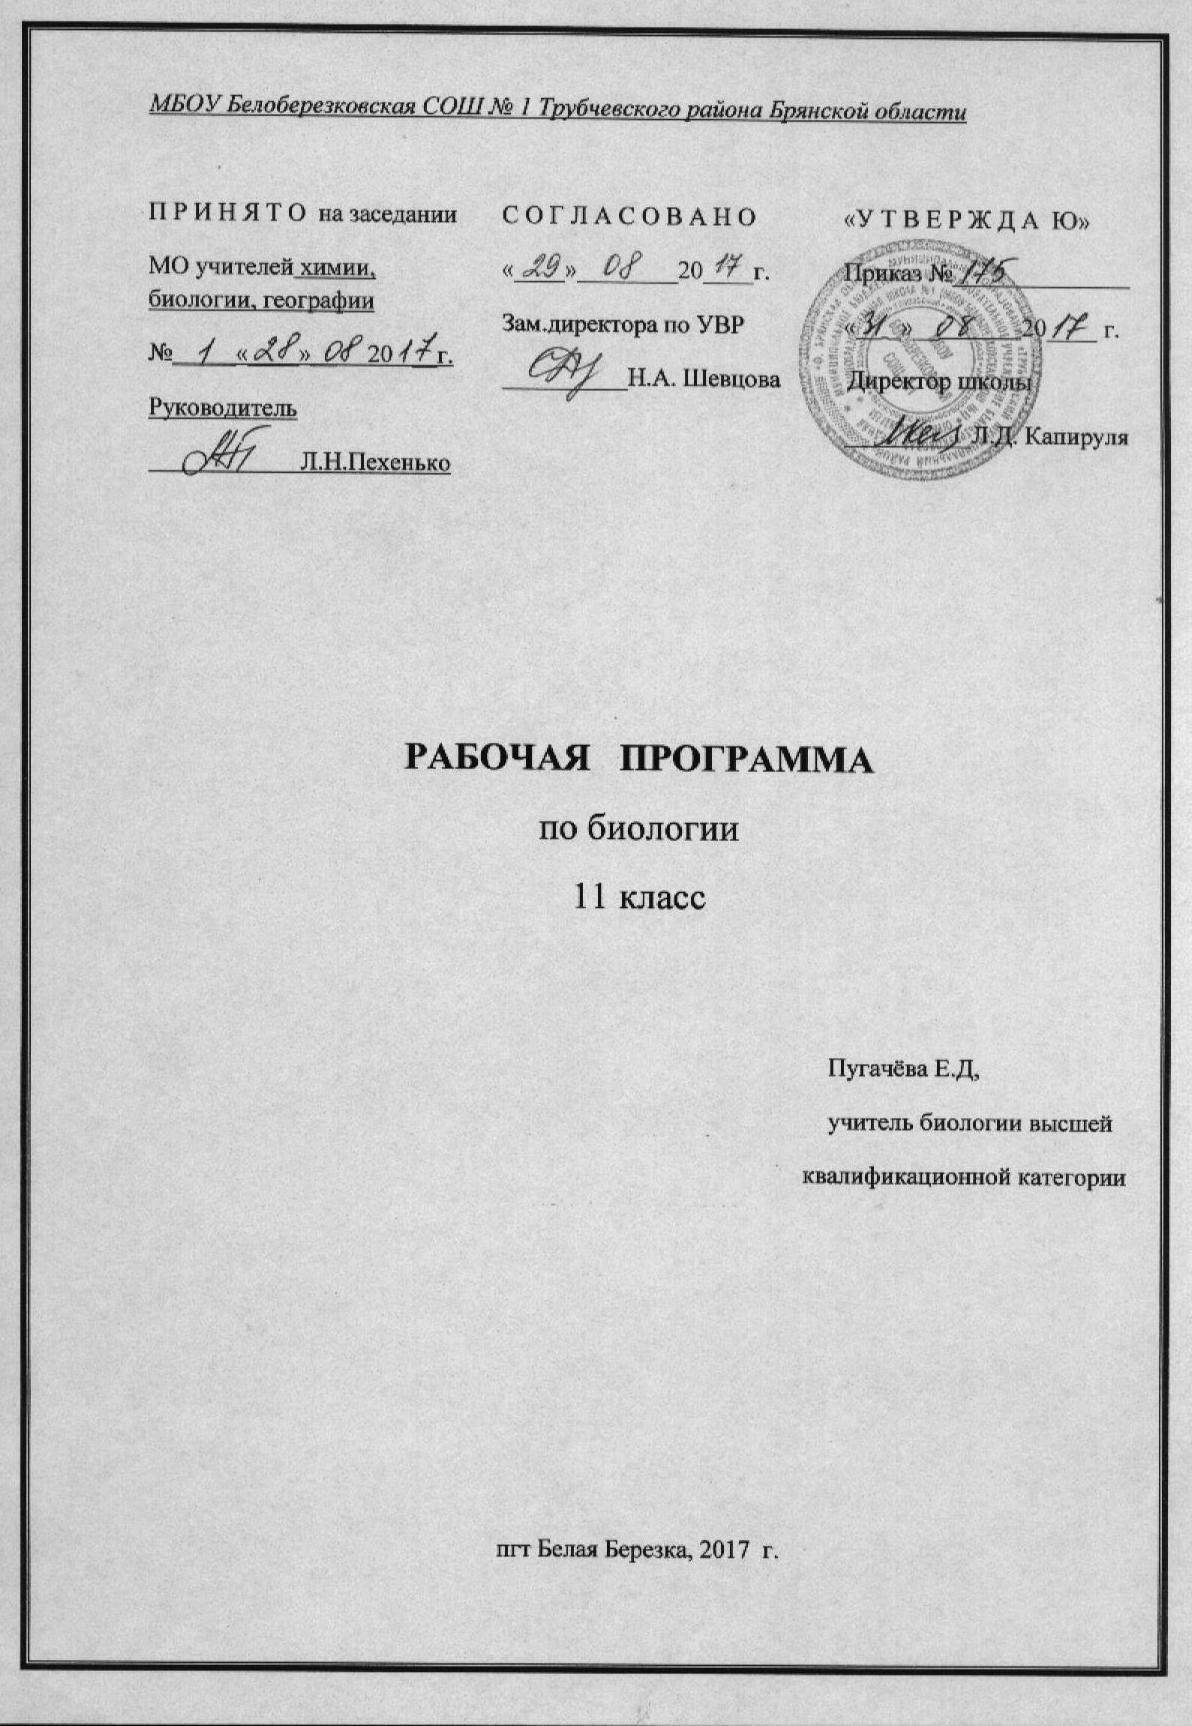 МБОУ Белоберезковская СОШ № 1 Трубчевского района Брянской области
П Р И Н Я Т О на заседании
МО учителей химии,
биологии, географии
№ 1 «28» 08 2017г.
Руководитель
Л.Н.Пехенько
С О Г Л А С О В А Н О
«29» 08 2017 г.
Зам.директора по УВР
Н.А. Шевцова
«У Т В Е Р Ж Д А Ю»
Приказ № 175
«31» 08 2017 г.
Директор школы
Л.Д. Капируля
РАБОЧАЯ ПРОГРАММА
по биологии
11 класс
Пугачёва Е.Д,
учитель биологии высшей
квалификационной категории
пгт Белая Березка, 2017 г.